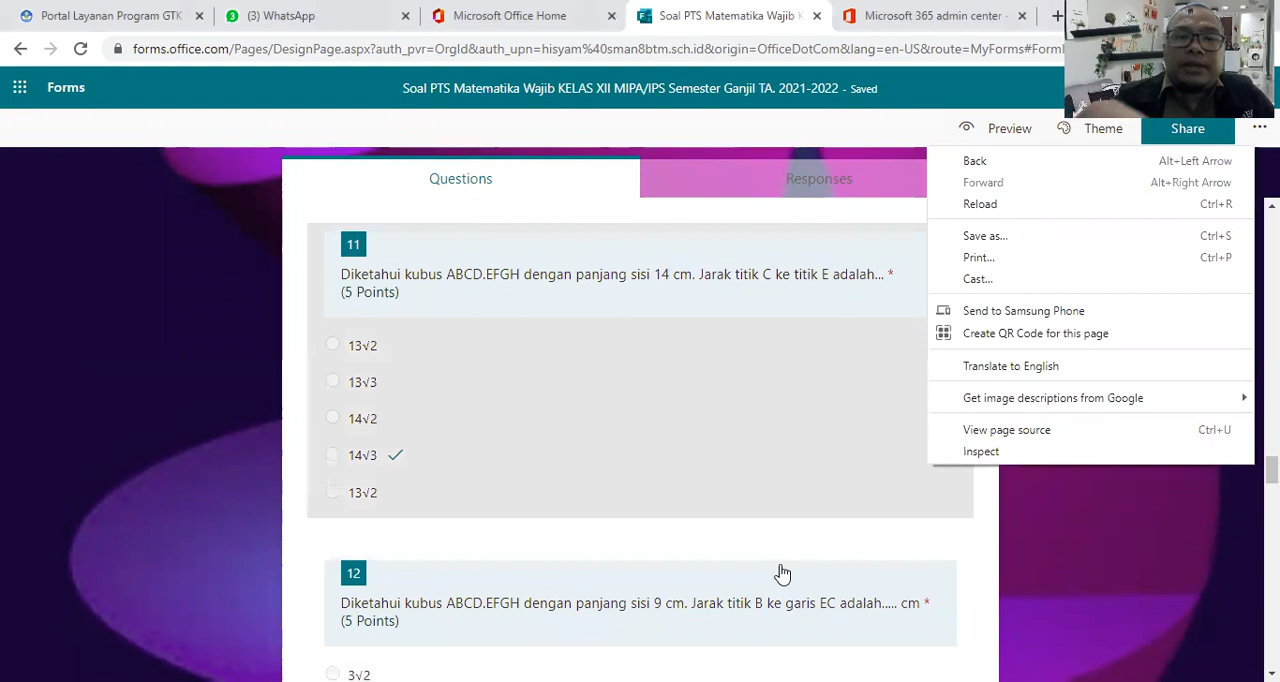 Portal Layanan Program GTK
(3) WhatsApp
Microsoft Office Home
Soal PTS Matematika Wajib K
Microsoft 365 admin center -
forms.office.com/Pages/DesignPage.aspx?auth_pvr=OrgId&auth_upn=hisyam%40sman8btm.sch.id&origin=OfficeDotCom&lang=en-US&route=MyForms#Forml
Forms
Soal PTS Matematika Wajib KELAS XII MIPA/IPS Semester Ganjil TA. 2021-2022 - Saved
Preview
Theme
Share
Questions
Responses
Back Alt+Left Arrow
Forward Alt+Right Arrow
Reload Ctrl+R
Save as... Ctrl+S
Print... Ctrl+P
Cast...
Send to Samsung Phone
Create QR Code for this page
Translate to English
Get image descriptions from Google
View page source Ctrl+U
Inspect
11
Diketahui kubus ABCD.EFGH dengan panjang sisi 14 cm. Jarak titik C ke titik E adalah... *
(5 Points)
13√2
13√3
14√2
14√3
13√2
12
Diketahui kubus ABCD.EFGH dengan panjang sisi 9 cm. Jarak titik B ke garis EC adalah..... cm *
(5 Points)
3√2